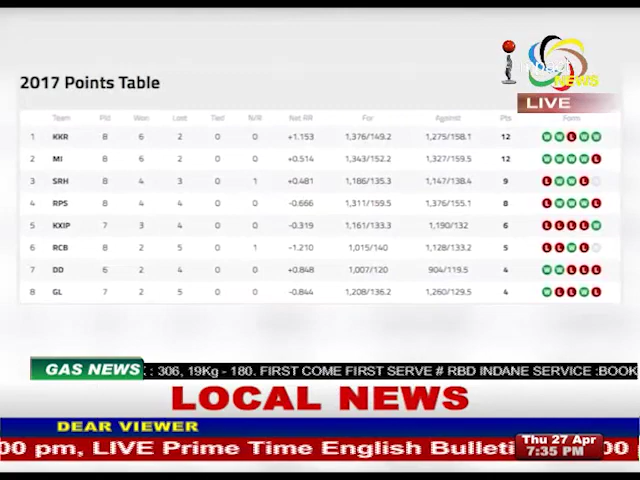 NEWS
LIVE
2017 Points Table
Team Pld Won Lost Tied N/R Net RR For Against Pts Form
1 KKR 8 6 2 0 0 +1.153 1,376/149.2 1,275/158.1 12 W W L W W
2 MI 8 6 2 0 0 +0.514 1,343/152.2 1,327/159.5 12 W W W W L
3 SRH 8 4 3 0 1 +0.481 1,186/135.3 1,147/138.4 9 L W W L
4 RPS 8 4 4 0 0 -0.666 1,311/159.5 1,376/155.1 8 L W W W L
5 KXIP 7 3 4 0 0 -0.319 1,161/133.3 1,190/132 6 L L L L W
6 RCB 8 2 5 0 1 -1.210 1,015/140 1,128/133.2 5 L L W L
7 DD 6 2 4 0 0 +0.848 1,007/120 904/119.5 4 W W L L L
8 GL 7 2 5 0 0 -0.844 1,208/136.2 1,260/129.5 4 W L L W L
GAS NEWS : 306, 19Kg - 180. FIRST COME FIRST SERVE # RBD INDANE SERVICE :BOOK
LOCAL NEWS
DEAR VIEWER
:00 pm, LIVE Prime Time English Bulleti
Thu 27 Apr
7:35 PM